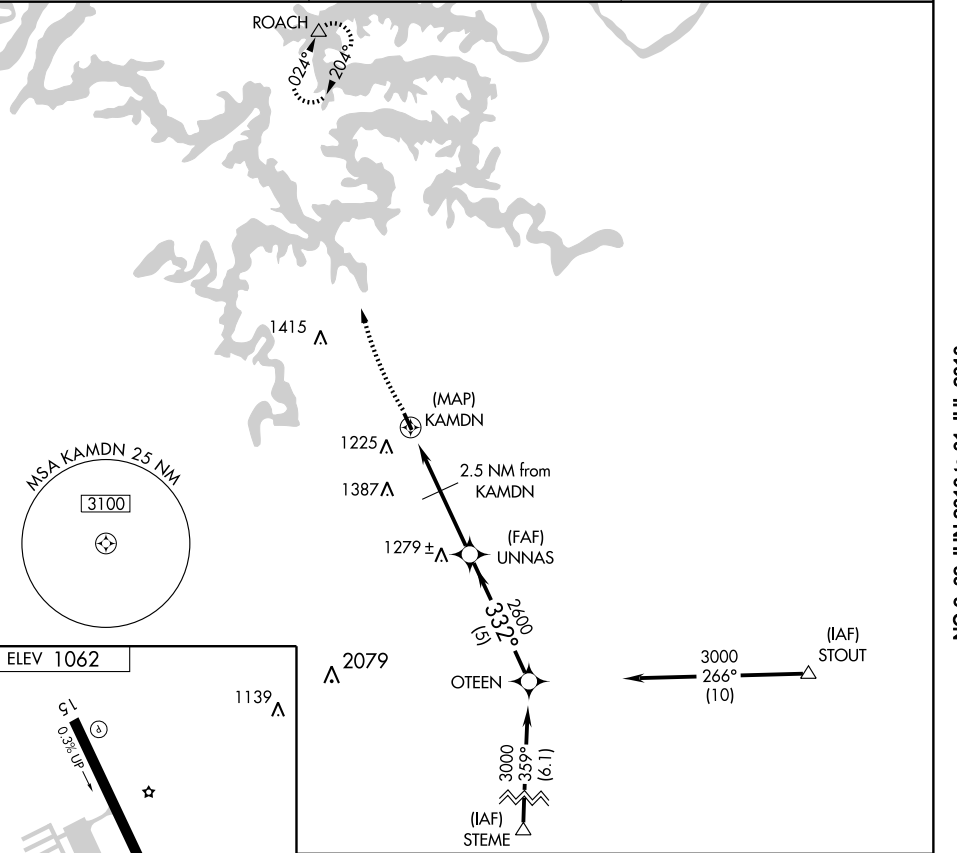 ROACH
024°
204°
1415
(MAP)
KAMDN
1225
2.5 NM from
KAMDN
1387
MSA KAMDN 25 NM
3100
(FAF)
UNNAS
1279 ±
2600
332°
(5)
(IAF)
STOUT
ELEV 1062
2079
OTEEN
3000
266°
(10)
1139
15
P
0.3% UP
3000
359°
(6.1)
(IAF)
STEME